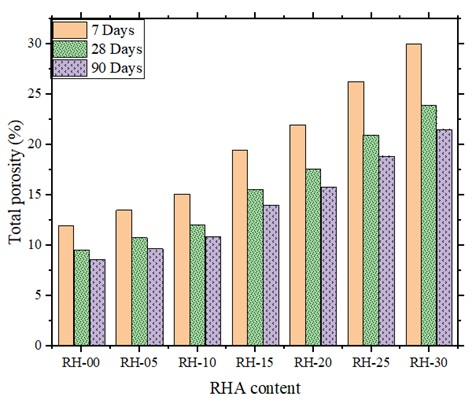 7 Days
28 Days
90 Days
Total porosity (%)
30
25
20
15
10
5
0
RH-00 RH-05 RH-10 RH-15 RH-20 RH-25 RH-30
RHA content